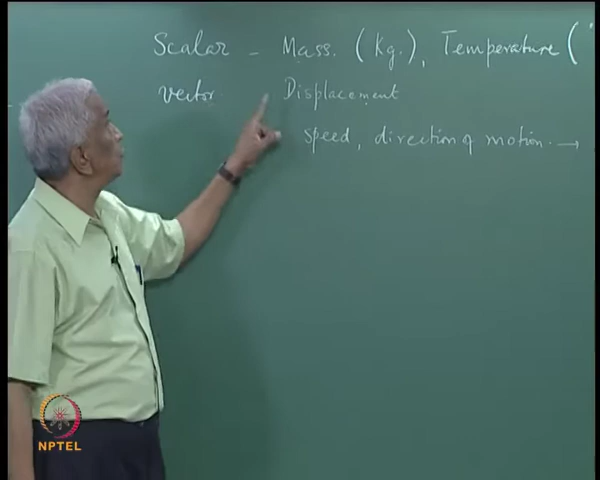 Scalar - Mass. (Kg.), Temperature (
vector Displacement
speed, direction of motion. →
NPTEL